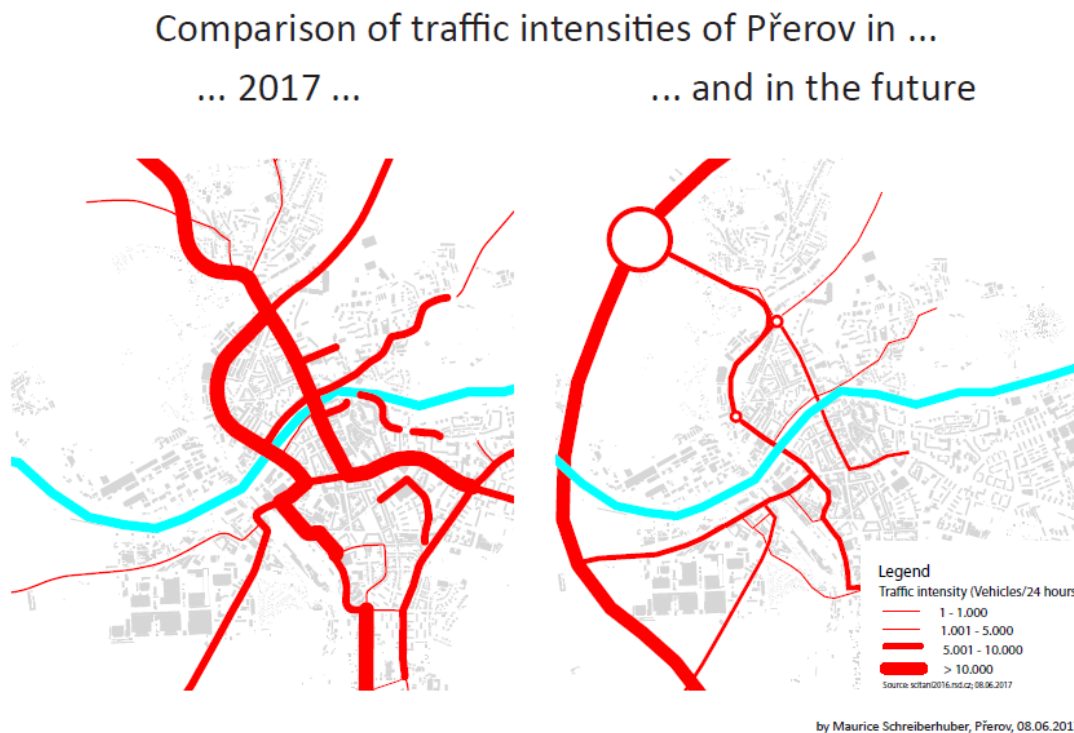 Comparison of traffic intensities of Přerov in ...
... 2017 ...
... and in the future
Legend
Traffic intensity (Vehicles/24 hours
1 - 1.000
1.001 - 5.000
5.001 - 10.000
> 10.000
Source: scitani2016.rsd.cz; 08.06.2017
by Maurice Schreiberhuber, Přerov, 08.06.201